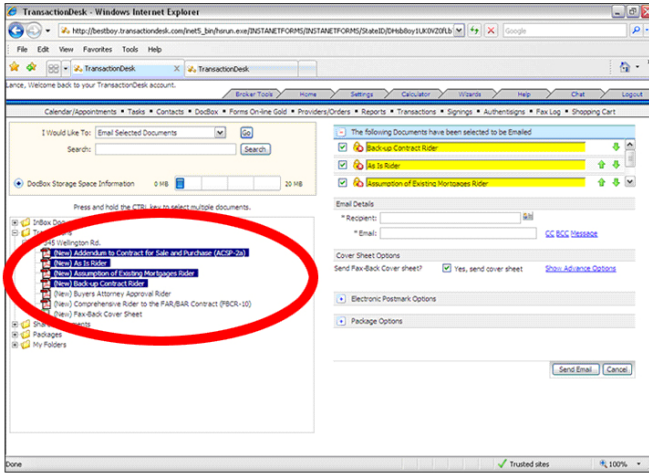 TransactionDesk - Windows Internet Explorer
http://bestboy.transactiondesk.com/inet5_bin/hsrun.exe/INSTANETFORMS/INSTANETFORMS/StateID/
Google
File Edit View Favorites Tools Help
TransactionDesk X TransactionDesk
Lance, Welcome back to your TransactionDesk account.
Broker Tools Home Settings Calculator Wizards Help Chat Logout
Calendar/Appointments • Tasks • Contacts • DocBox • Forms On-line Gold • Providers/Orders • Reports • Transactions • Signings • Authentisigns • Fax Log • Shopping Cart
I Would Like To: Email Selected Documents Go
Search: Search
DocBox Storage Space Information 0 MB 20 MB
Press and hold the CTRL key to select multiple documents.
InBox
345 Wellington Rd.
(New) Addendum to Contract for Sale and Purchase (ACSP-2a)
(New) As Is Rider
(New) Assumption of Existing Mortgages Rider
(New) Back-up Contract Rider
(New) Buyers Attorney Approval Rider
(New) Comprehensive Rider to the FAR/BAR Contract (FBCR-10)
(New) Fax-Back Cover Sheet
Packages
My Folders
The following Documents have been selected to be Emailed
Back-up Contract Rider
As Is Rider
Assumption of Existing Mortgages Rider
Email Details
*Recipient:
*Email: CC BCC Message
Cover Sheet Options
Send Fax-Back Cover sheet? Yes, send cover sheet Show Advance Options
Electronic Postmark Options
Package Options
Send Email Cancel
Done Trusted sites 100%